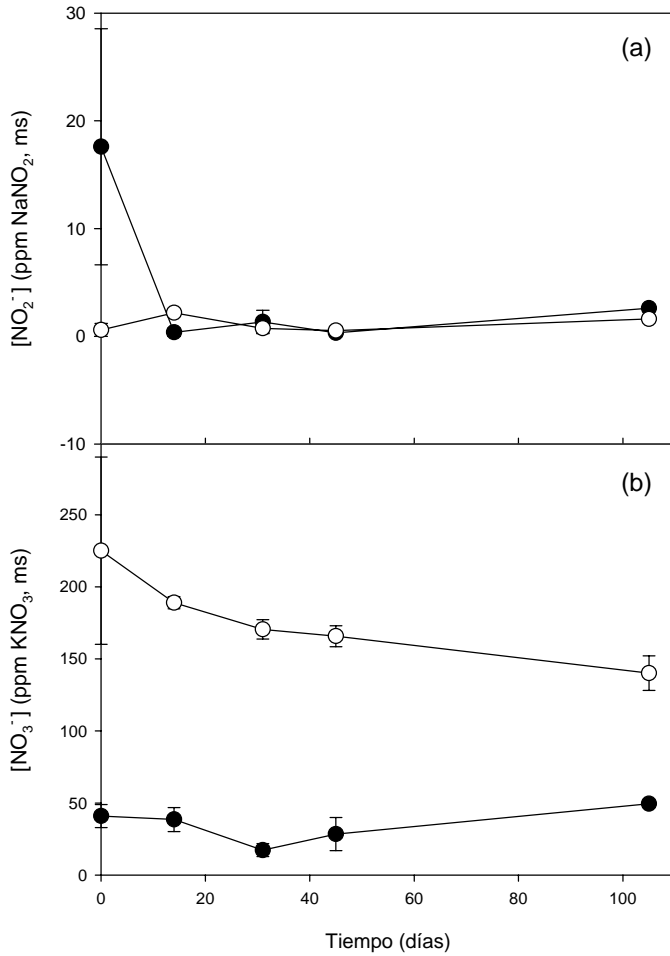 30
(a)
20
10
0
-10
[NO₂⁻] (ppm NaNO₂, ms)
(b)
250
200
150
100
50
0
[NO₃⁻] (ppm KNO₃, ms)
0 20 40 60 80 100
Tiempo (días)